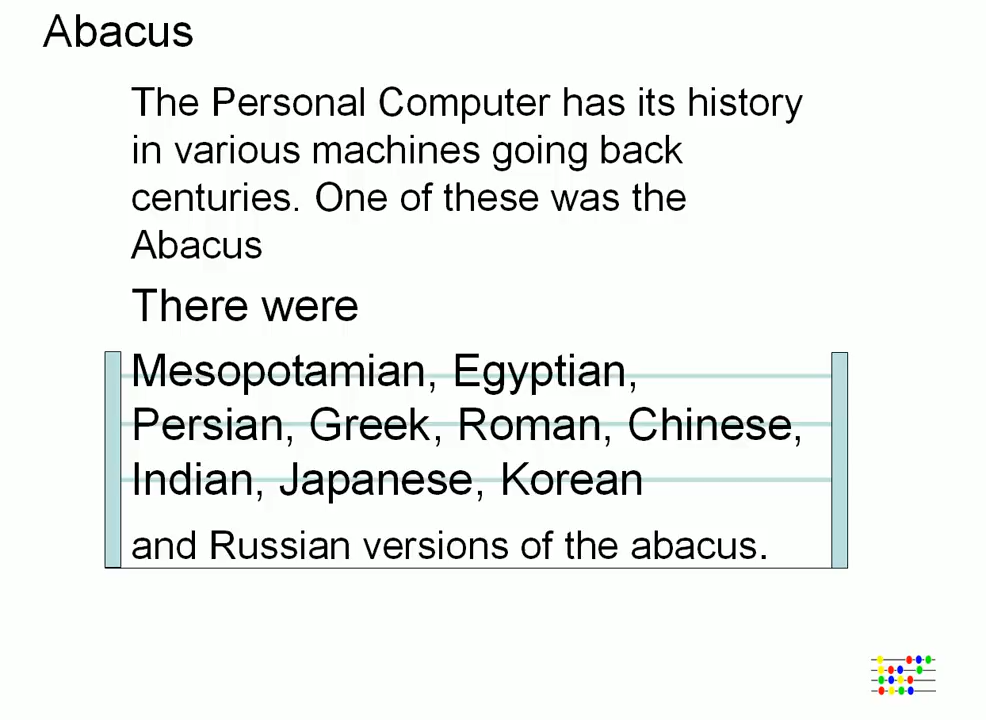 Abacus
The Personal Computer has its history
in various machines going back
centuries. One of these was the
Abacus
There were
Mesopotamian, Egyptian,
Persian, Greek, Roman, Chinese,
Indian, Japanese, Korean
and Russian versions of the abacus.